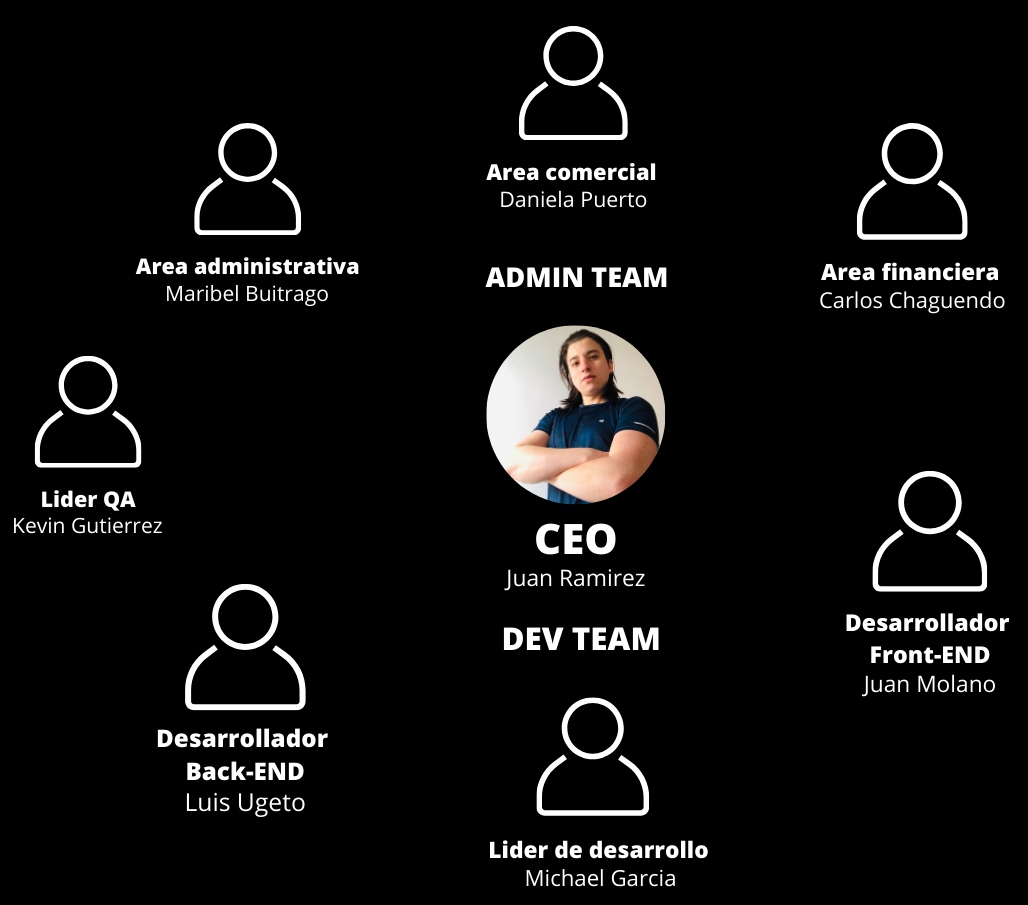 Area comercial
Daniela Puerto
Area administrativa
Maribel Buitrago
Area financiera
Carlos Chaguendo
ADMIN TEAM
Lider QA
Kevin Gutierrez
CEO
Juan Ramirez
DEV TEAM
Desarrollador
Front-END
Juan Molano
Desarrollador
Back-END
Luis Ugeto
Lider de desarrollo
Michael Garcia